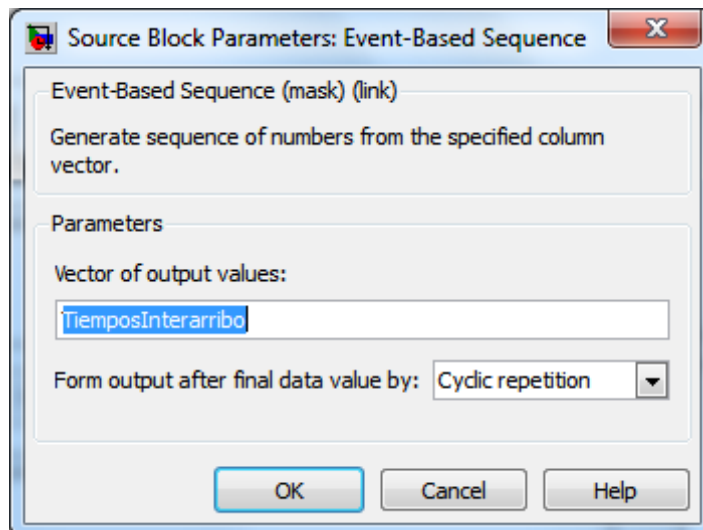 Source Block Parameters: Event-Based Sequence
Event-Based Sequence (mask) (link)
Generate sequence of numbers from the specified column
vector.
Parameters
Vector of output values:
TiemposInterarribo
Form output after final data value by: Cyclic repetition
OK Cancel Help